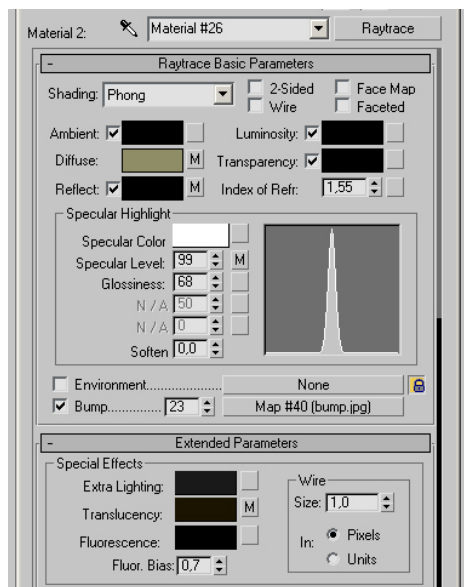 Material 2: Material #26 Raytrace
- Raytrace Basic Parameters
Shading: Phong 2-Sided Face Map
Wire Faceted
Ambient: Luminosity:
Diffuse: M Transparency:
Reflect: M Index of Refr: 1,55
Specular Highlight
Specular Color
Specular Level: 99 M
Glossiness: 68
N / A 50
N / A 0
Soften 0,0
Environment..................... None
Bump.............. 23 Map #40 (bump.jpg)
- Extended Parameters
Special Effects
Extra Lighting: Wire
Translucency: M Size: 1,0
Fluorescence: In: Pixels
Fluor. Bias: 0,7 Units